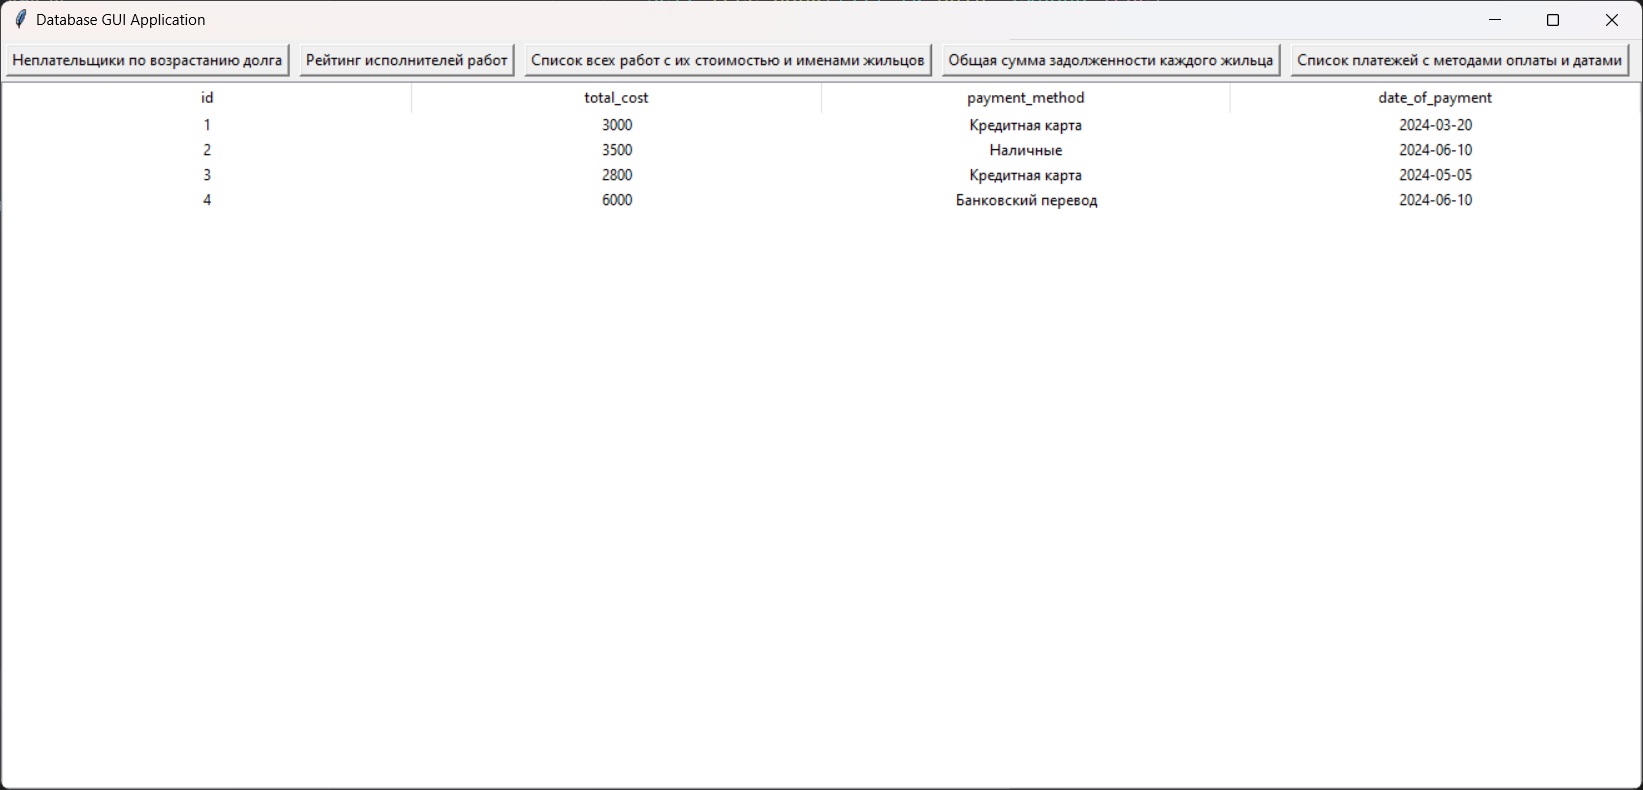 Database GUI Application
Неплательщики по возрастанию долга Рейтинг исполнителей работ Список всех работ с их стоимостью и именами жильцов Общая сумма задолженности каждого жильца Список платежей с методами оплаты и датами
id total_cost payment_method date_of_payment
1 3000 Кредитная карта 2024-03-20
2 3500 Наличные 2024-06-10
3 2800 Кредитная карта 2024-05-05
4 6000 Банковский перевод 2024-06-10